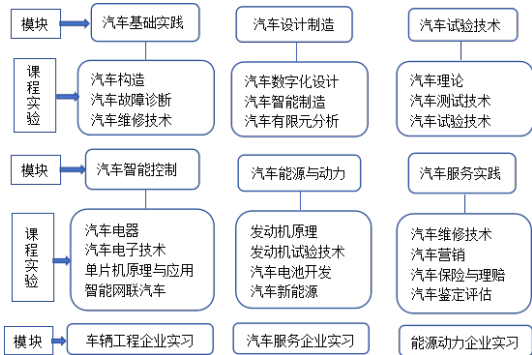 模块
汽车基础实践
汽车设计制造
汽车试验技术
课程实验
汽车构造
汽车故障诊断
汽车维修技术
汽车数字化设计
汽车智能制造
汽车有限元分析
汽车理论
汽车测试技术
汽车试验技术
模块
汽车智能控制
汽车能源与动力
汽车服务实践
课程实验
汽车电器
汽车电子技术
单片机原理与应用
智能网联汽车
发动机原理
发动机试验技术
汽车电池开发
汽车新能源
汽车维修技术
汽车营销
汽车保险与理赔
汽车鉴定评估
模块
车辆工程企业实习
汽车服务企业实习
能源动力企业实习